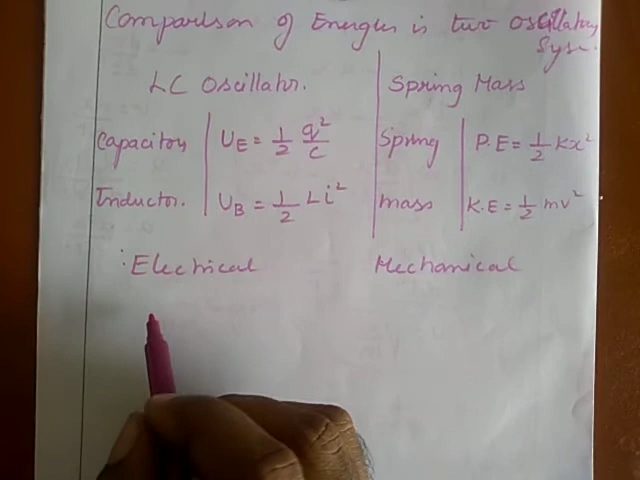 Comparison of Energies in two Oscillatory Sys.
LC Oscillator. Spring Mass
Capacitor UE = 1/2 q²/C Spring P.E = 1/2 Kx²
Inductor. UB = 1/2 Li² mass K.E = 1/2 mv²
Electrical Mechanical